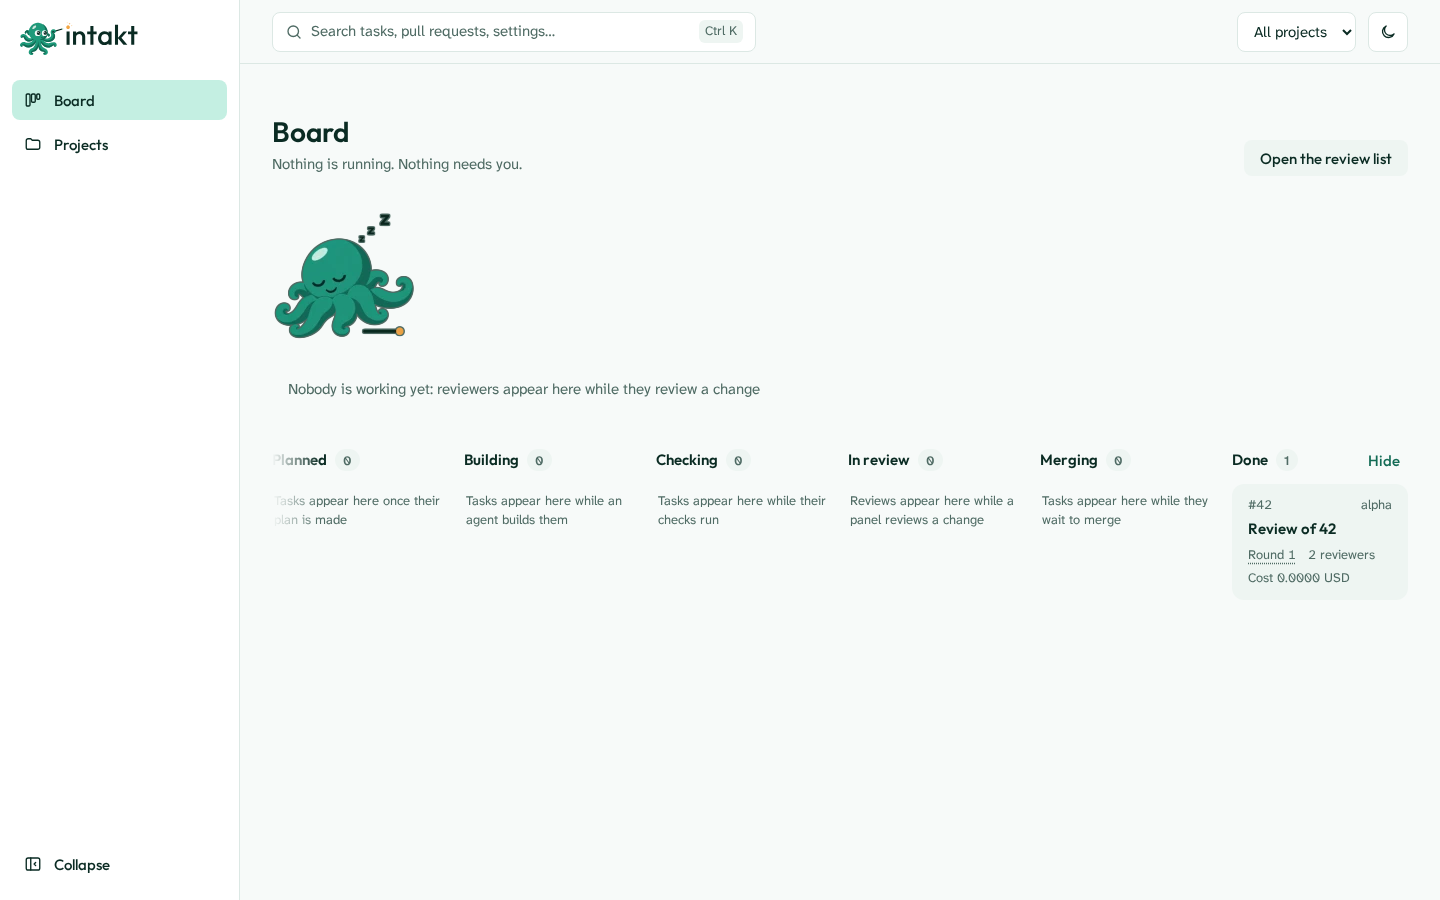 intakt
Search tasks, pull requests, settings...
Ctrl K
All projects
Board
Projects
Board
Nothing is running. Nothing needs you.
Open the review list
z z z
Nobody is working yet: reviewers appear here while they review a change
Planned 0
Tasks appear here once their
plan is made
Building 0
Tasks appear here while an
agent builds them
Checking 0
Tasks appear here while their
checks run
In review 0
Reviews appear here while a
panel reviews a change
Merging 0
Tasks appear here while they
wait to merge
Done 1
Hide
#42
alpha
Review of 42
Round 1 2 reviewers
Cost 0.0000 USD
Collapse